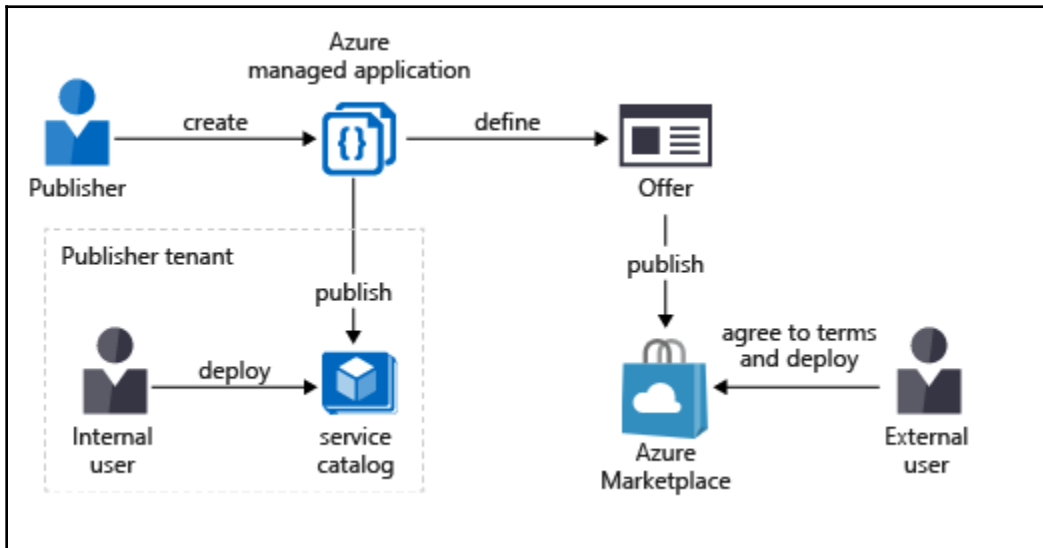 Azure
managed application
create
define
Publisher
Offer
Publisher tenant
publish
publish
agree to terms
and deploy
deploy
Internal
user
service
catalog
Azure
Marketplace
External
user